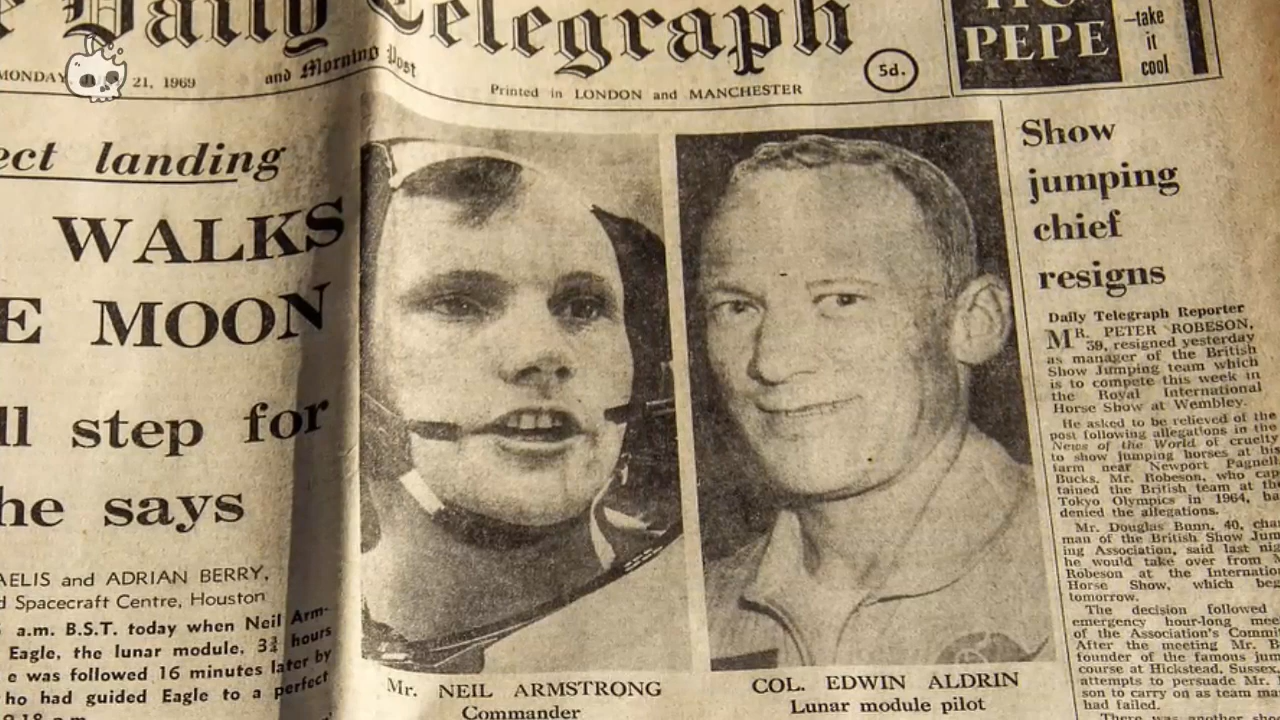 Daily Telegraph
MONDAY 21, 1969
and Morning Post
Printed in LONDON and MANCHESTER
5d.
PEPE
—take
it
cool
landing
WALKS
MOON
step for
he says
and ADRIAN BERRY,
Spacecraft Centre, Houston
a.m. B.S.T. today when Neil Arm-
Eagle, the lunar module, 3¾ hours
was followed 16 minutes later by
ho had guided Eagle to a perfect
Mr. NEIL ARMSTRONG
Commander
COL. EDWIN ALDRIN
Lunar module pilot
Show
jumping
chief
resigns
Daily Telegraph Reporter
MR. PETER ROBESON,
39, resigned yesterday
as manager of the British
Show Jumping team which
is to compete this week in
the Royal International
Horse Show at Wembley.
He asked to be relieved of the
post following allegations in the
News of the World of cruelty
to show jumping horses at his
farm near Newport Pagnell
Bucks. Mr. Robeson, who cap-
tained the British team at the
Tokyo Olympics in 1964, ha
denied the allegations.
Mr. Douglas Bunn, 40, chai
man of the British Show Jum
ing Association, said last nig
he would take over from M
Robeson at the Internation
Horse Show, which beg
tomorrow.
The decision followed
emergency hour-long mee
of the Association's Commi
After the meeting Mr. B
founder of the famous jum
course at Hickstead, Sussex,
attempts to persuade Mr.
son to carry on as team ma
had failed.
There was another